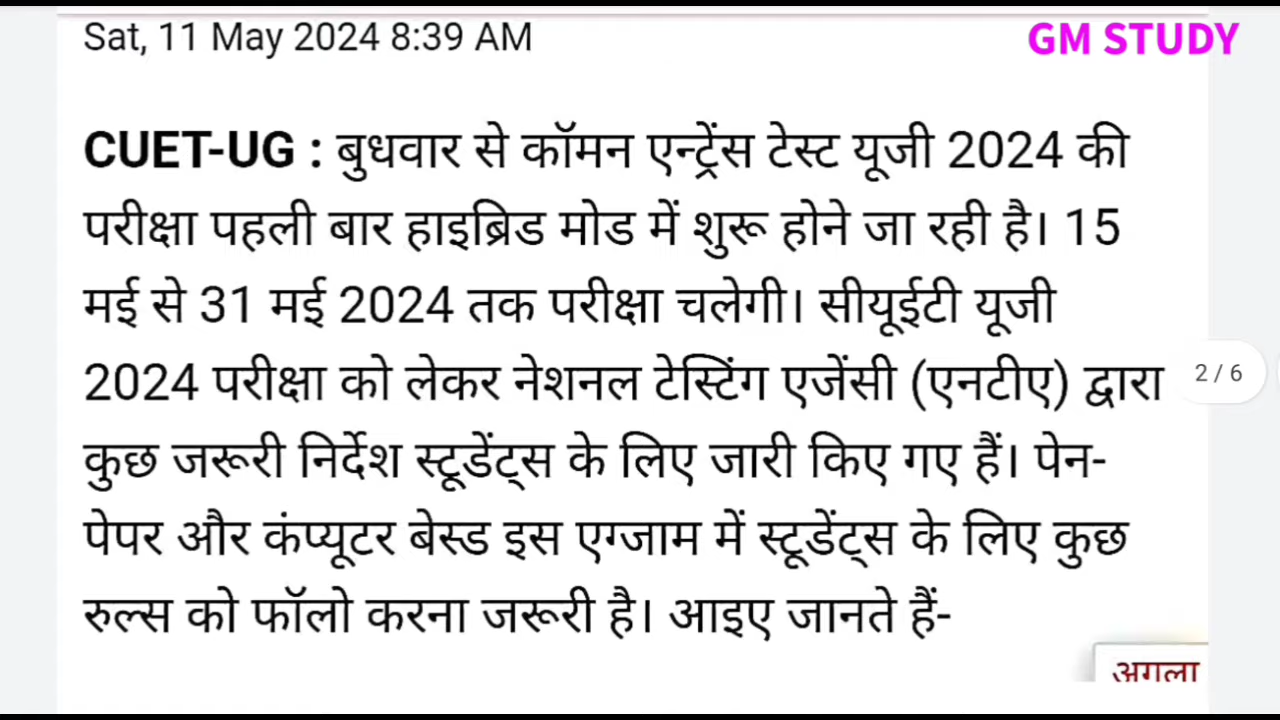 Sat, 11 May 2024 8:39 AM
GM STUDY
CUET-UG : बुधवार से कॉमन एन्ट्रेंस टेस्ट यूजी 2024 की
परीक्षा पहली बार हाइब्रिड मोड में शुरू होने जा रही है। 15
मई से 31 मई 2024 तक परीक्षा चलेगी। सीयूईटी यूजी
2024 परीक्षा को लेकर नेशनल टेस्टिंग एजेंसी (एनटीए) द्वारा
2 / 6
कुछ जरूरी निर्देश स्टूडेंट्स के लिए जारी किए गए हैं। पेन-
पेपर और कंप्यूटर बेस्ड इस एग्जाम में स्टूडेंट्स के लिए कुछ
रुल्स को फॉलो करना जरूरी है। आइए जानते हैं-
अगला